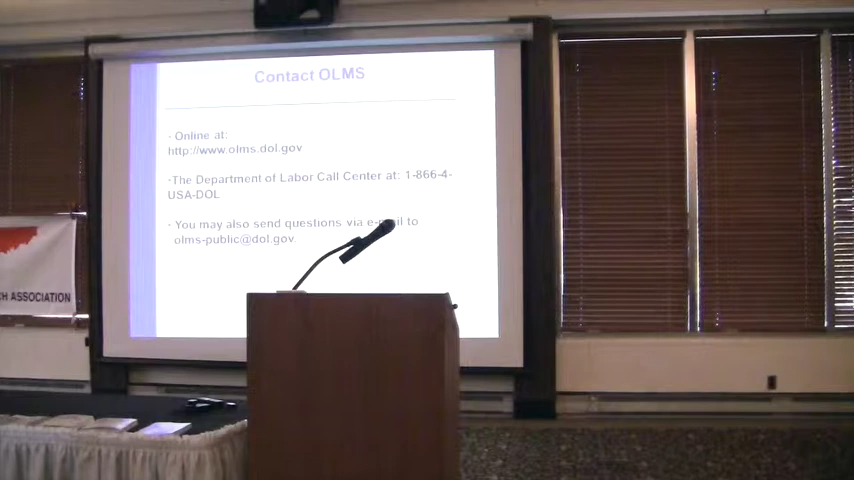 Contact OLMS
· Online at:
http://www.olms.dol.gov
·The Department of Labor Call Center at: 1-866-4-
USA-DOL
· You may also send questions via e-mail to
olms-public@dol.gov.
CH ASSOCIATION